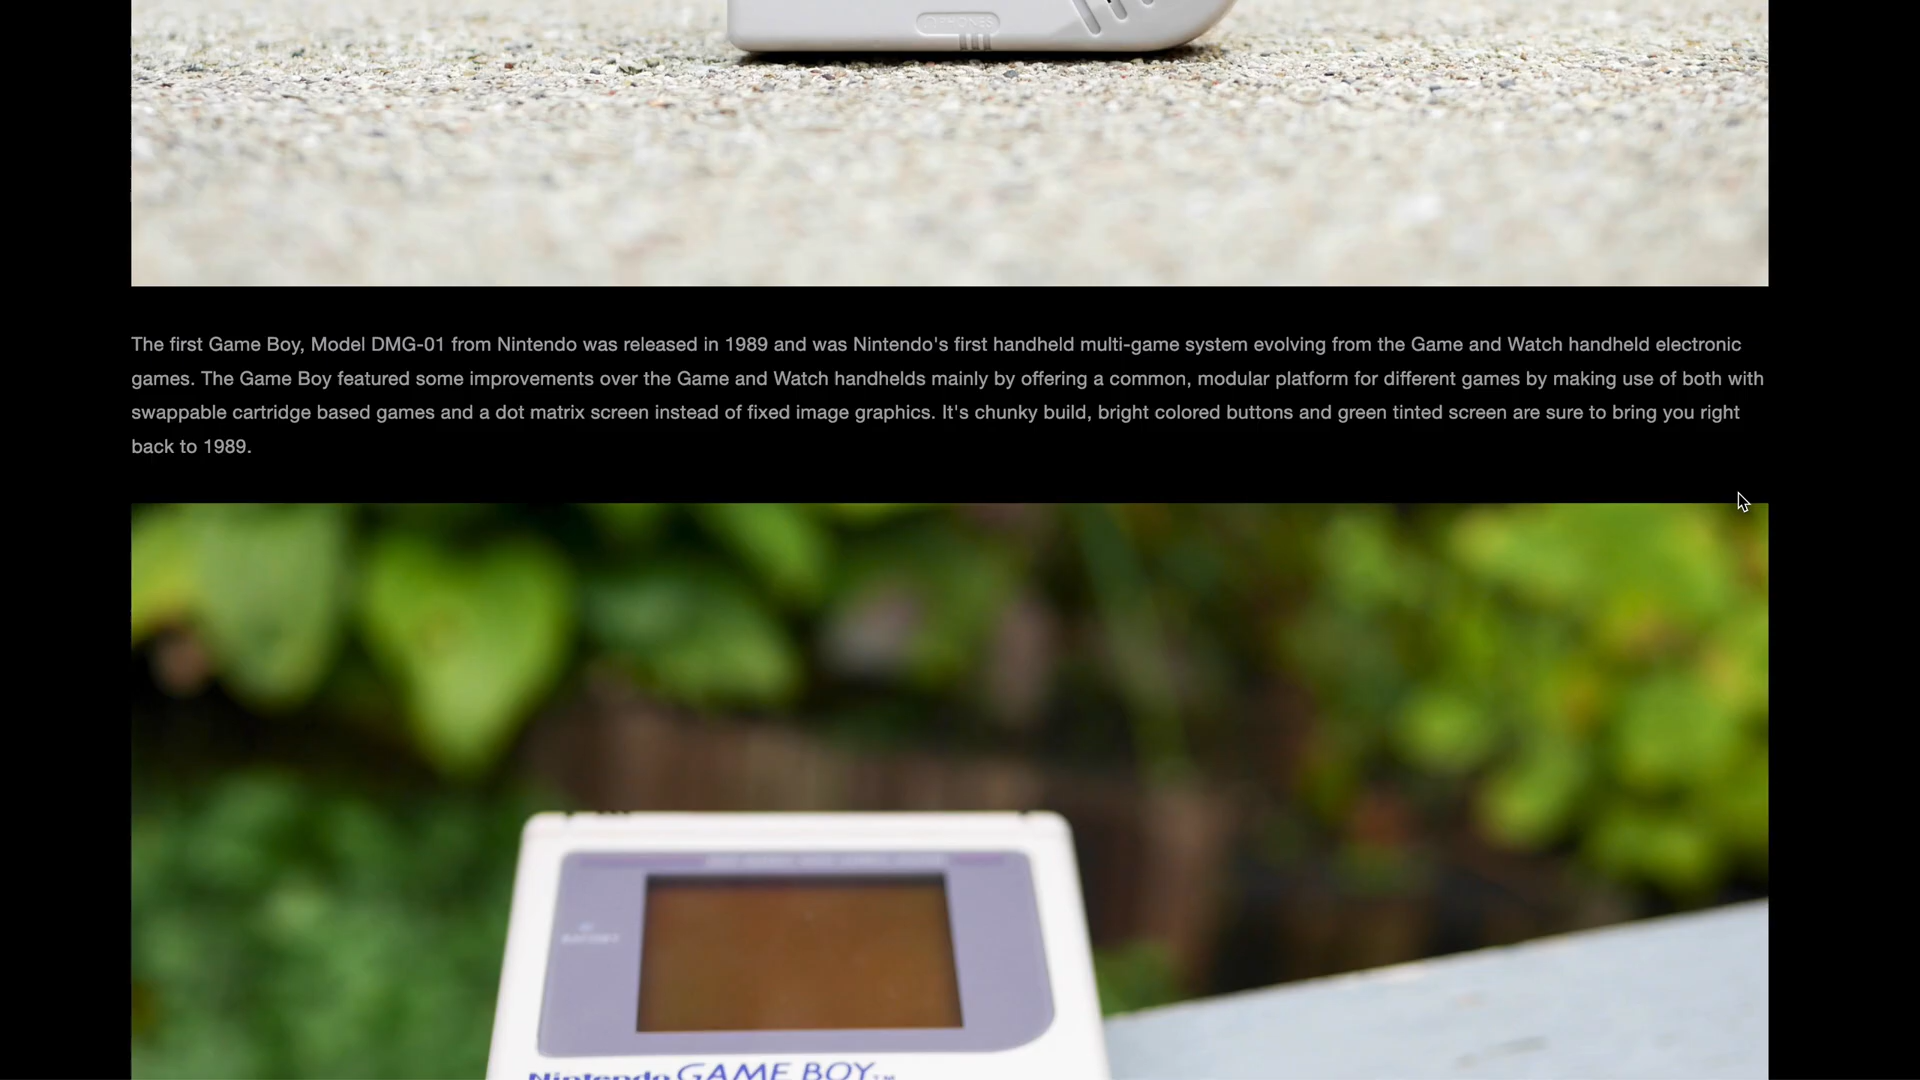 PHONES
The first Game Boy, Model DMG-01 from Nintendo was released in 1989 and was Nintendo's first handheld multi-game system evolving from the Game and Watch handheld electronic
games. The Game Boy featured some improvements over the Game and Watch handhelds mainly by offering a common, modular platform for different games by making use of both with
swappable cartridge based games and a dot matrix screen instead of fixed image graphics. It's chunky build, bright colored buttons and green tinted screen are sure to bring you right
back to 1989.
BATTERY
Nintendo GAME BOY™